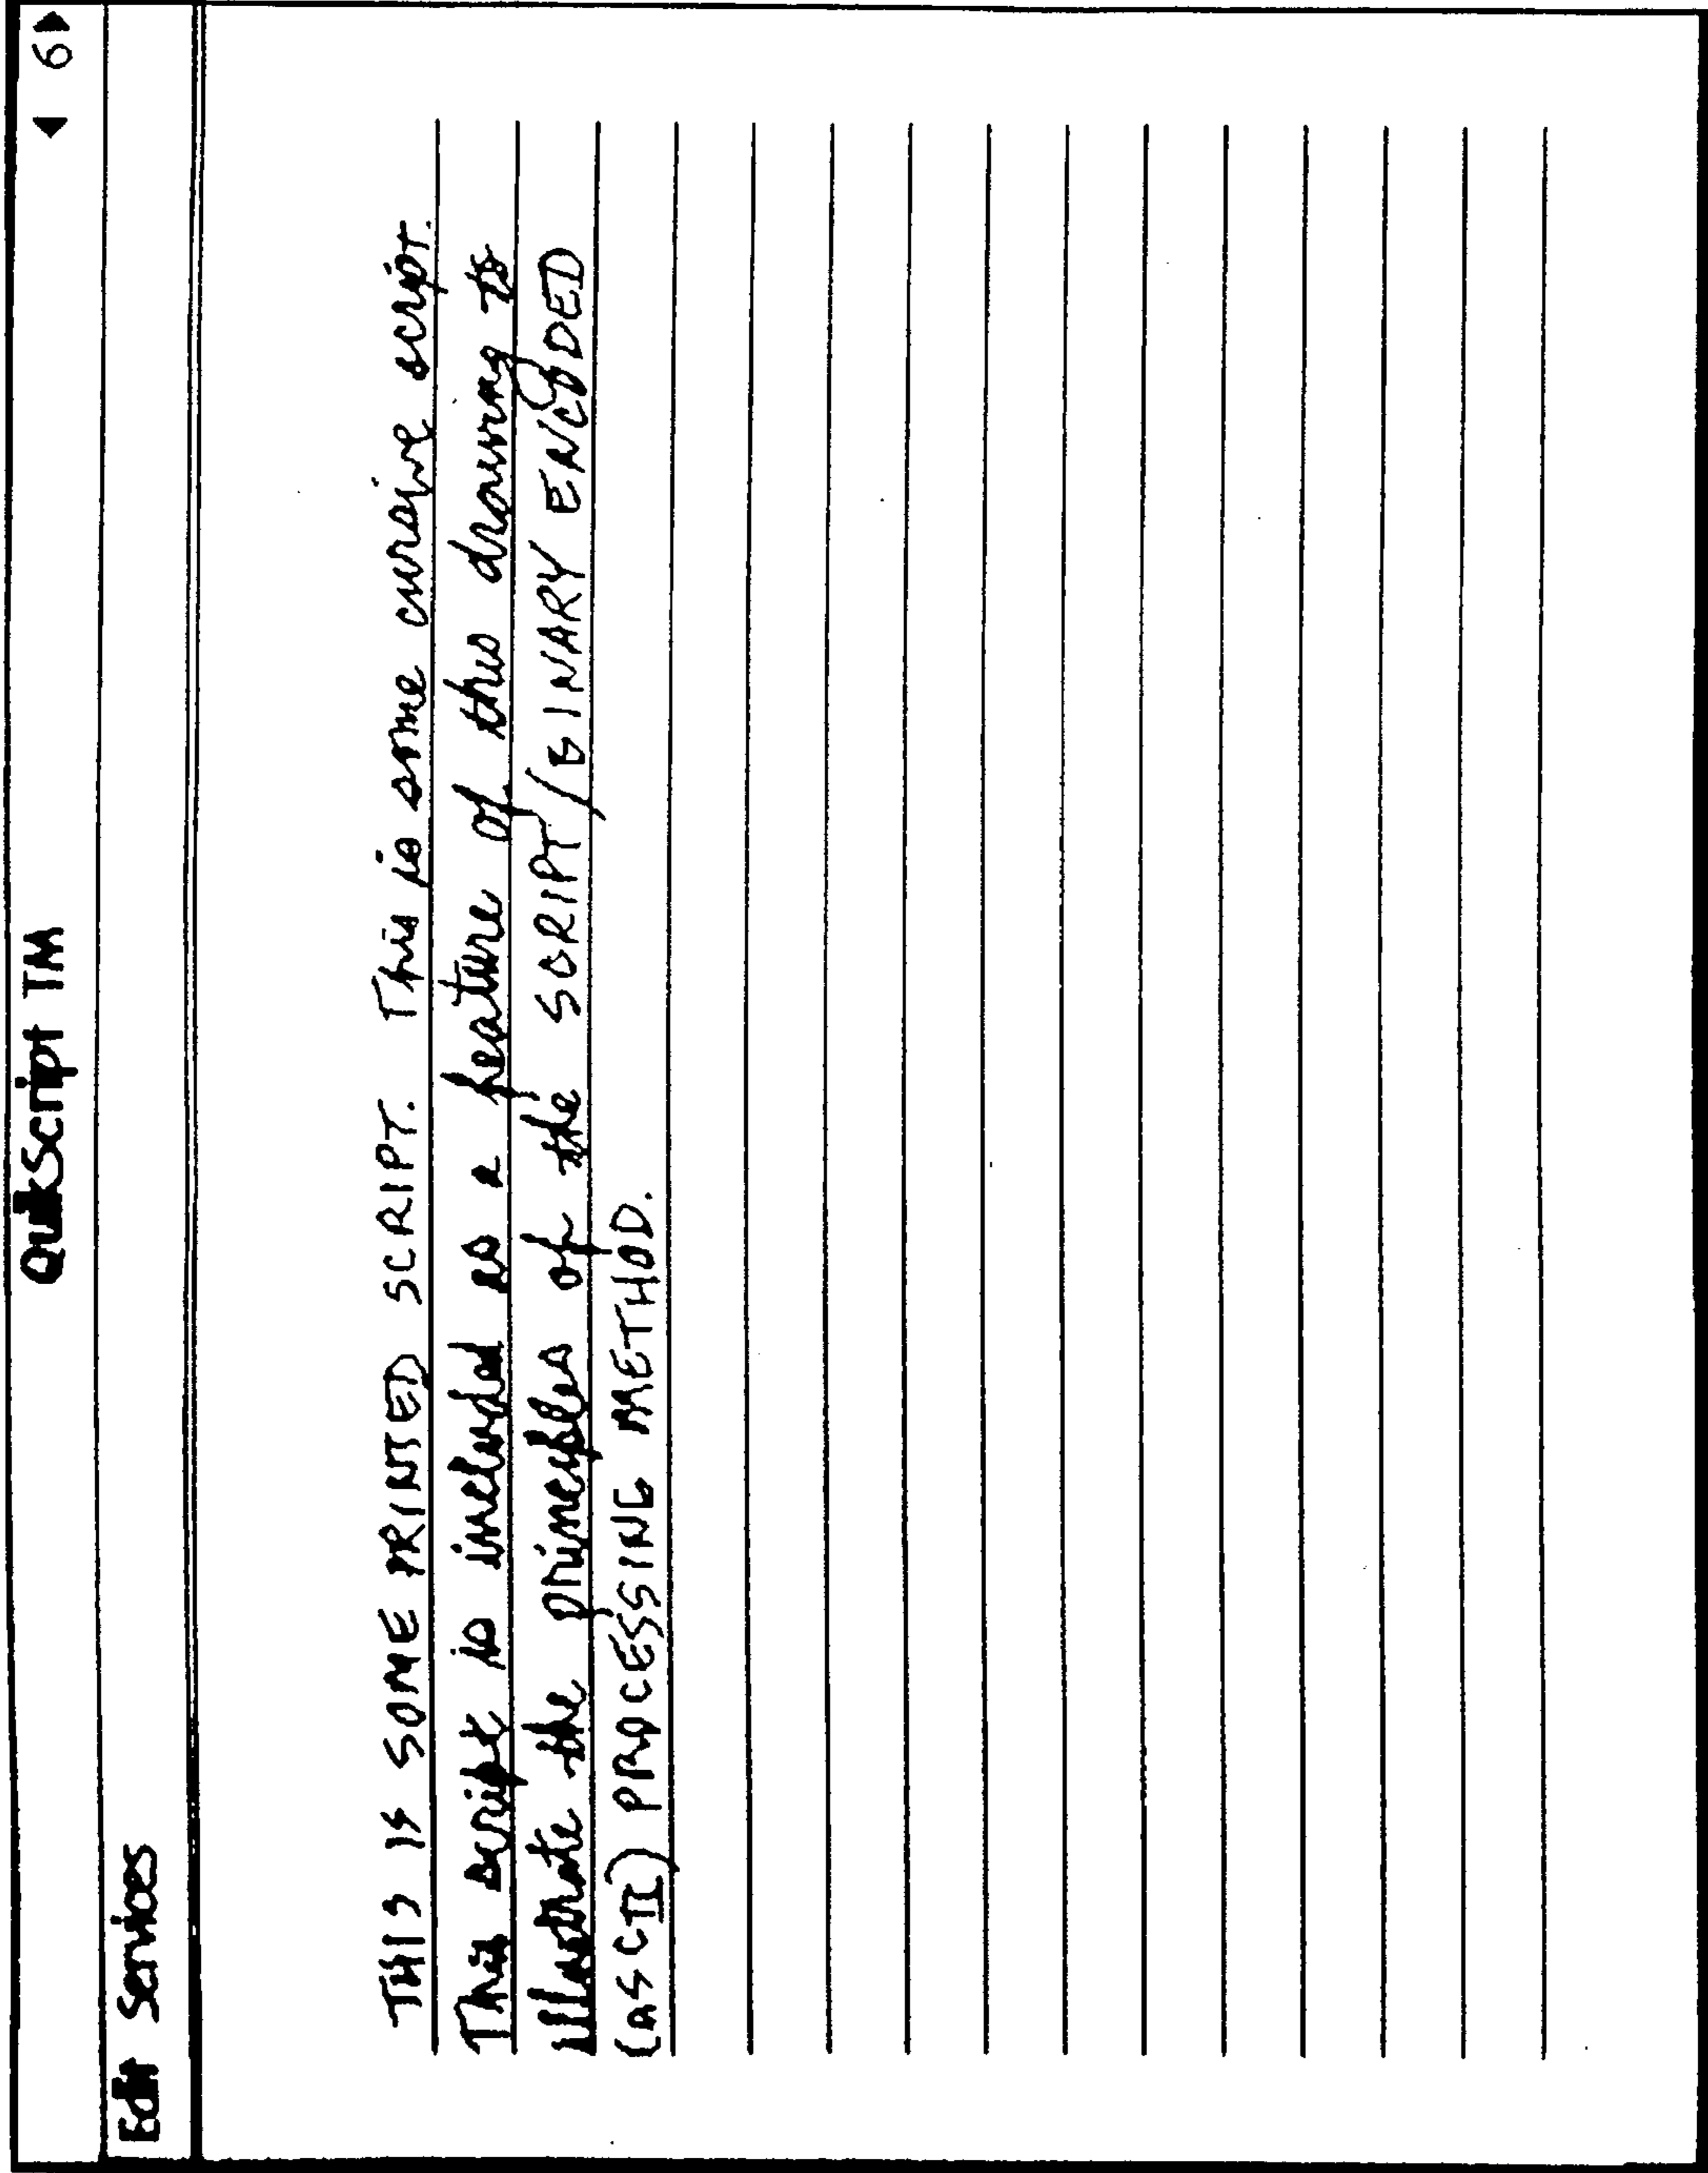 QuikScript TM ◀ 6 ▶
Edit Services
THIS IS SOME PRINTED SCRIPT. This is some cursive script.
This script is included as a feature of this drawing to
illustrate the principles of the SCRIPT/BINARY ENCODED
(ASCII) PROCESSING METHOD.